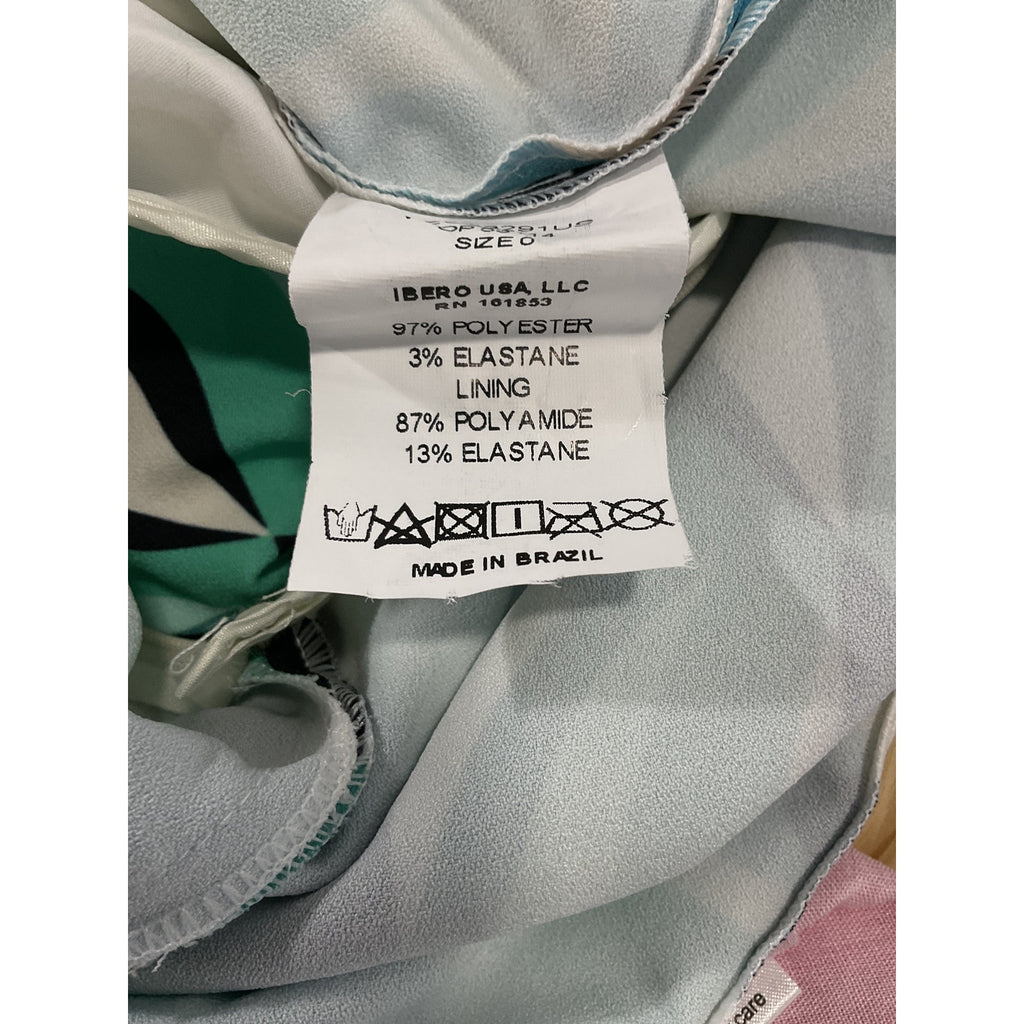 SIZE 0
IBERO USA, LLC
RN 161853
97% POLYESTER
3% ELASTANE
LINING
87% POLYAMIDE
13% ELASTANE
MADE IN BRAZIL
care